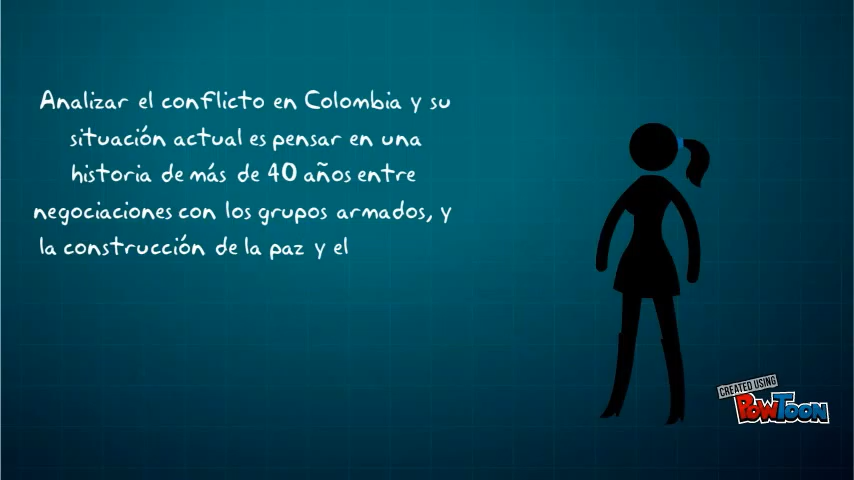 Analizar el conflicto en Colombia y su
situación actual es pensar en una
historia de más de 40 años entre
negociaciones con los grupos armados, y
la construcción de la paz y el
CREATED USING
POWTOON